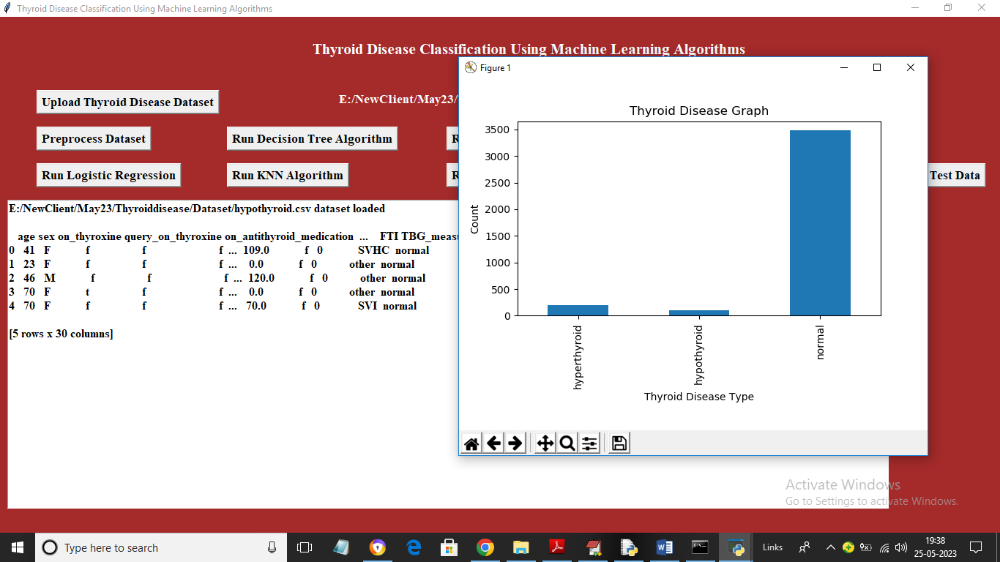 Thyroid Disease Classification Using Machine Learning Algorithms
Thyroid Disease Classification Using Machine Learning Algorithms
Upload Thyroid Disease Dataset
E:/NewClient/May23/
Preprocess Dataset
Run Decision Tree Algorithm
R
Run Logistic Regression
Run KNN Algorithm
R
Test Data
E:/NewClient/May23/Thyroiddisease/Dataset/hypothyroid.csv dataset loaded
age sex on_thyroxine query_on_thyroxine on_antithyroid_medication ... FTI TBG_meas
0 41 F f f f ... 109.0 f 0 SVHC normal
1 23 F f f f ... 0.0 f 0 other normal
2 46 M f f f ... 120.0 f 0 other normal
3 70 F t f f ... 0.0 f 0 other normal
4 70 F f f f ... 70.0 f 0 SVI normal
[5 rows x 30 columns]
Figure 1
Thyroid Disease Graph
3500
3000
2500
2000
1500
1000
500
0
Count
hyperthyroid
hypothyroid
normal
Thyroid Disease Type
Activate Windows
Go to Settings to activate Windows.
Type here to search
Links
19:38
25-05-2023